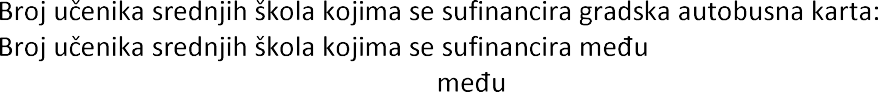 Broj učenika srednjih škola kojima se sufinancira gradska autobusna karta:
Broj učenika srednjih škola kojima se sufinancira među
među